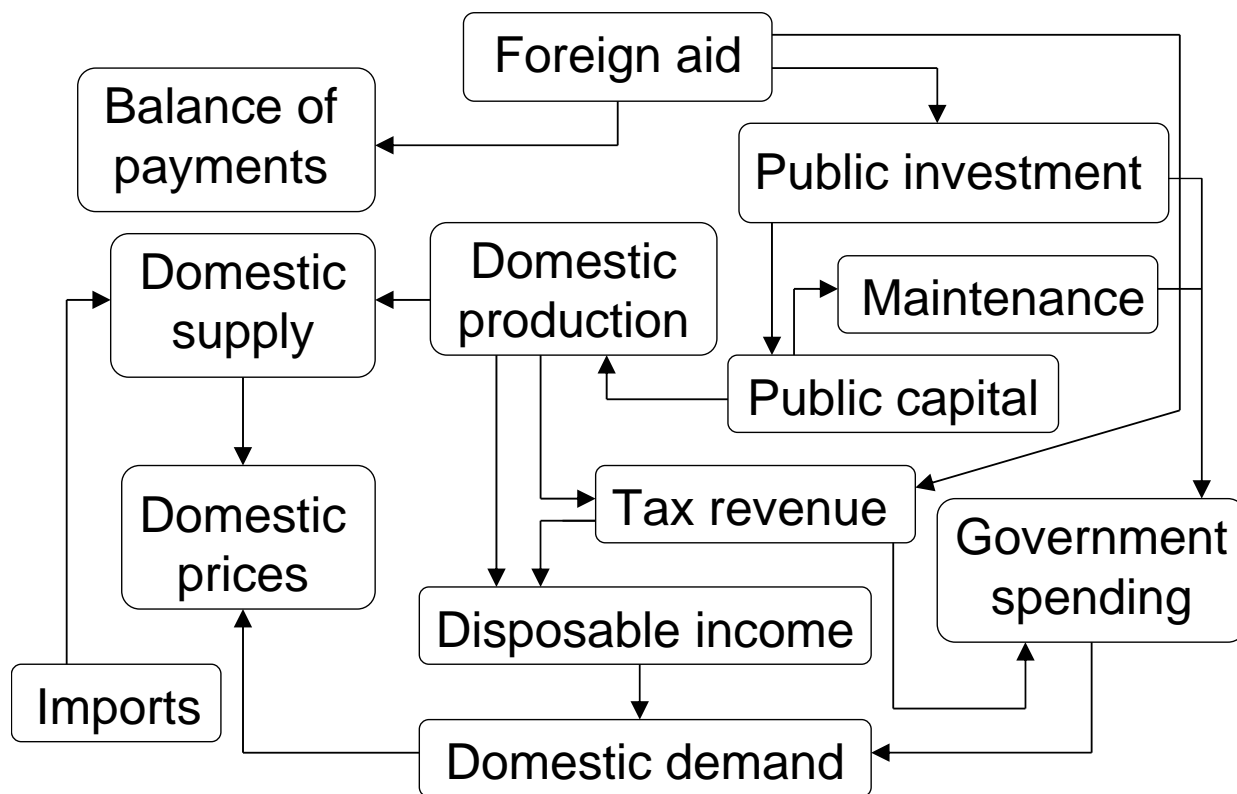 Foreign aid
Balance of
payments
Public investment
Domestic
supply
Domestic
production
Maintenance
Public capital
Domestic
prices
Tax revenue
Government
spending
Disposable income
Imports
Domestic demand